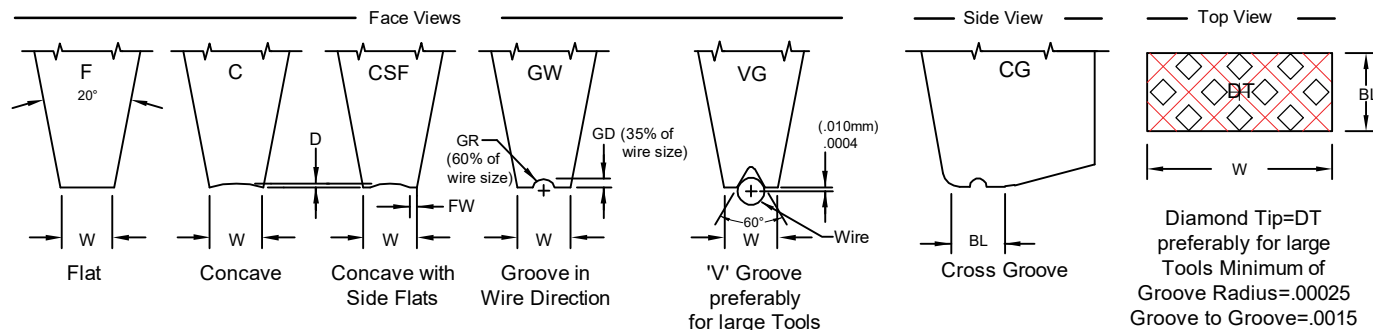 Face Views
Side View
Top View
F
20°
C
CSF
GW
VG
CG
DT
D
GR
(60% of
wire size)
GD (35% of
wire size)
(.010mm)
.0004
BL
FW
60°
Wire
W
W
W
W
W
BL
W
Flat
Concave
Concave with
Side Flats
Groove in
Wire Direction
'V' Groove
preferably
for large Tools
Cross Groove
Diamond Tip=DT
preferably for large
Tools Minimum of
Groove Radius=.00025
Groove to Groove=.0015